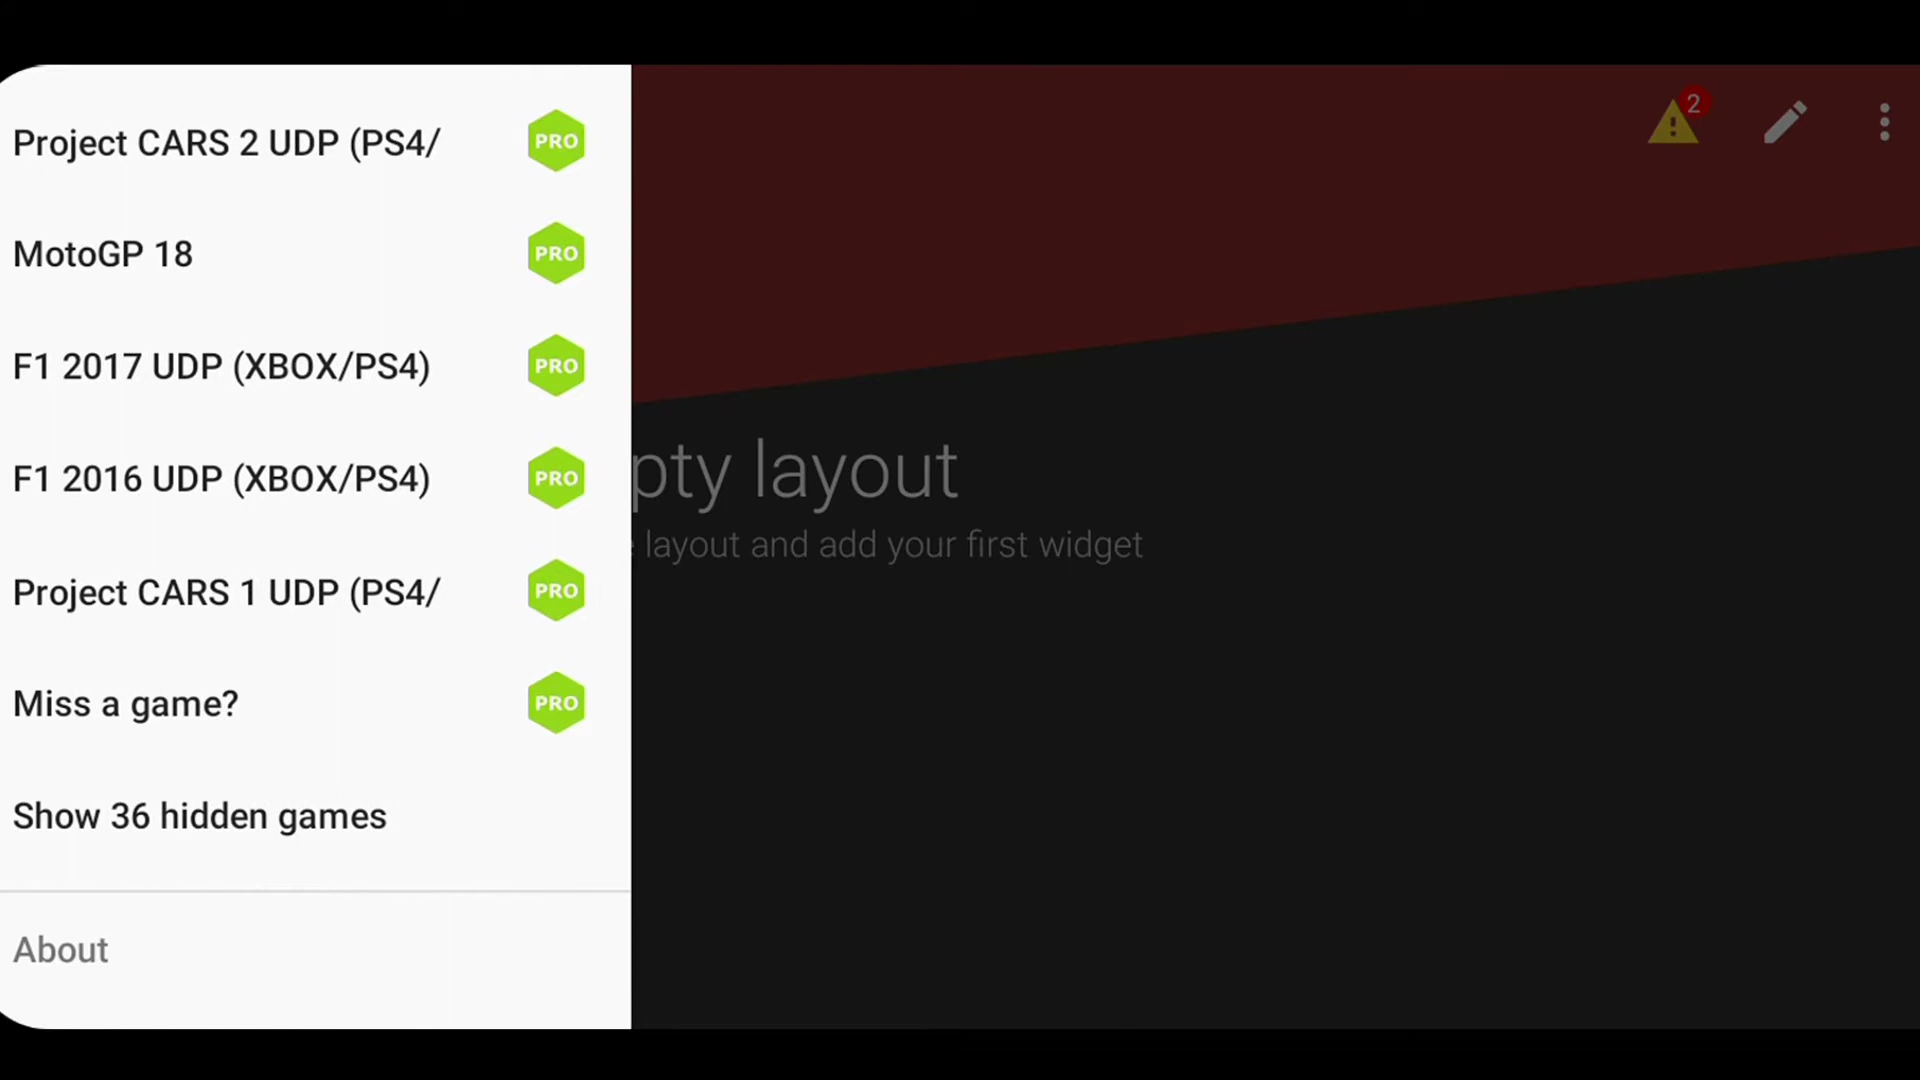 Project CARS 2 UDP (PS4/
PRO
MotoGP 18
PRO
F1 2017 UDP (XBOX/PS4)
PRO
F1 2016 UDP (XBOX/PS4)
PRO
Project CARS 1 UDP (PS4/
PRO
Miss a game?
PRO
Show 36 hidden games
About
2
pty layout
layout and add your first widget